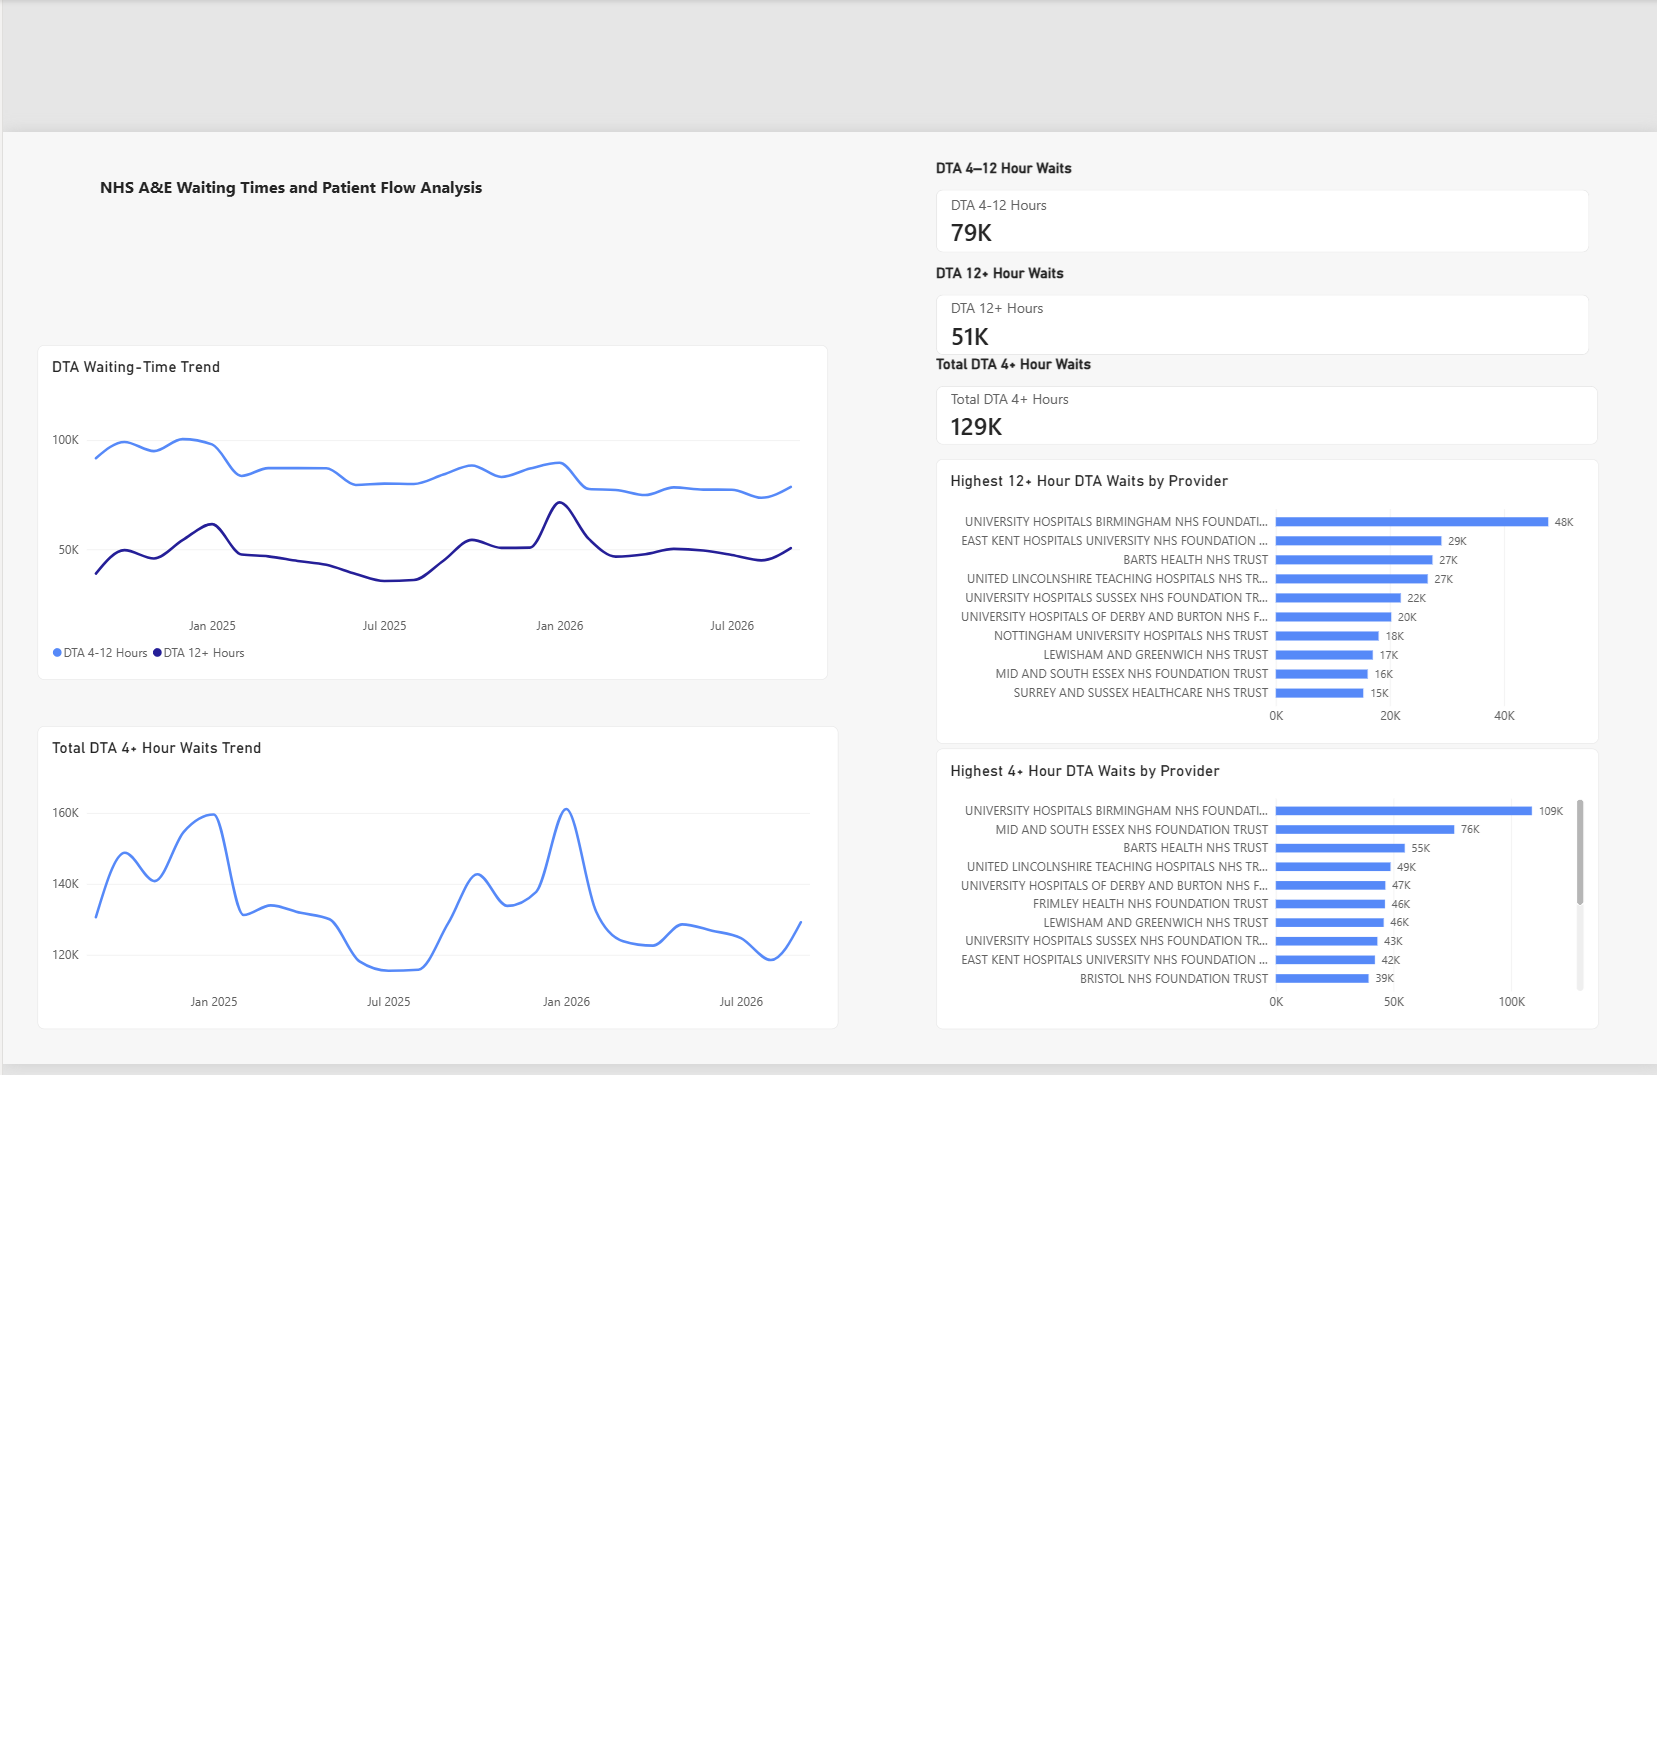 NHS A&E Waiting Times and Patient Flow Analysis
DTA Waiting-Time Trend
100K
50K
Jan 2025
Jul 2025
Jan 2026
Jul 2026
DTA 4-12 Hours
DTA 12+ Hours
Total DTA 4+ Hour Waits Trend
160K
140K
120K
Jan 2025
Jul 2025
Jan 2026
Jul 2026
DTA 4–12 Hour Waits
DTA 4-12 Hours
79K
DTA 12+ Hour Waits
DTA 12+ Hours
51K
Total DTA 4+ Hour Waits
Total DTA 4+ Hours
129K
Highest 12+ Hour DTA Waits by Provider
UNIVERSITY HOSPITALS BIRMINGHAM NHS FOUNDATI... 48K
EAST KENT HOSPITALS UNIVERSITY NHS FOUNDATION ... 29K
BARTS HEALTH NHS TRUST 27K
UNITED LINCOLNSHIRE TEACHING HOSPITALS NHS TR... 27K
UNIVERSITY HOSPITALS SUSSEX NHS FOUNDATION TR... 22K
UNIVERSITY HOSPITALS OF DERBY AND BURTON NHS F... 20K
NOTTINGHAM UNIVERSITY HOSPITALS NHS TRUST 18K
LEWISHAM AND GREENWICH NHS TRUST 17K
MID AND SOUTH ESSEX NHS FOUNDATION TRUST 16K
SURREY AND SUSSEX HEALTHCARE NHS TRUST 15K
0K 20K 40K
Highest 4+ Hour DTA Waits by Provider
UNIVERSITY HOSPITALS BIRMINGHAM NHS FOUNDATI... 109K
MID AND SOUTH ESSEX NHS FOUNDATION TRUST 76K
BARTS HEALTH NHS TRUST 55K
UNITED LINCOLNSHIRE TEACHING HOSPITALS NHS TR... 49K
UNIVERSITY HOSPITALS OF DERBY AND BURTON NHS F... 47K
FRIMLEY HEALTH NHS FOUNDATION TRUST 46K
LEWISHAM AND GREENWICH NHS TRUST 46K
UNIVERSITY HOSPITALS SUSSEX NHS FOUNDATION TR... 43K
EAST KENT HOSPITALS UNIVERSITY NHS FOUNDATION ... 42K
BRISTOL NHS FOUNDATION TRUST 39K
0K 50K 100K